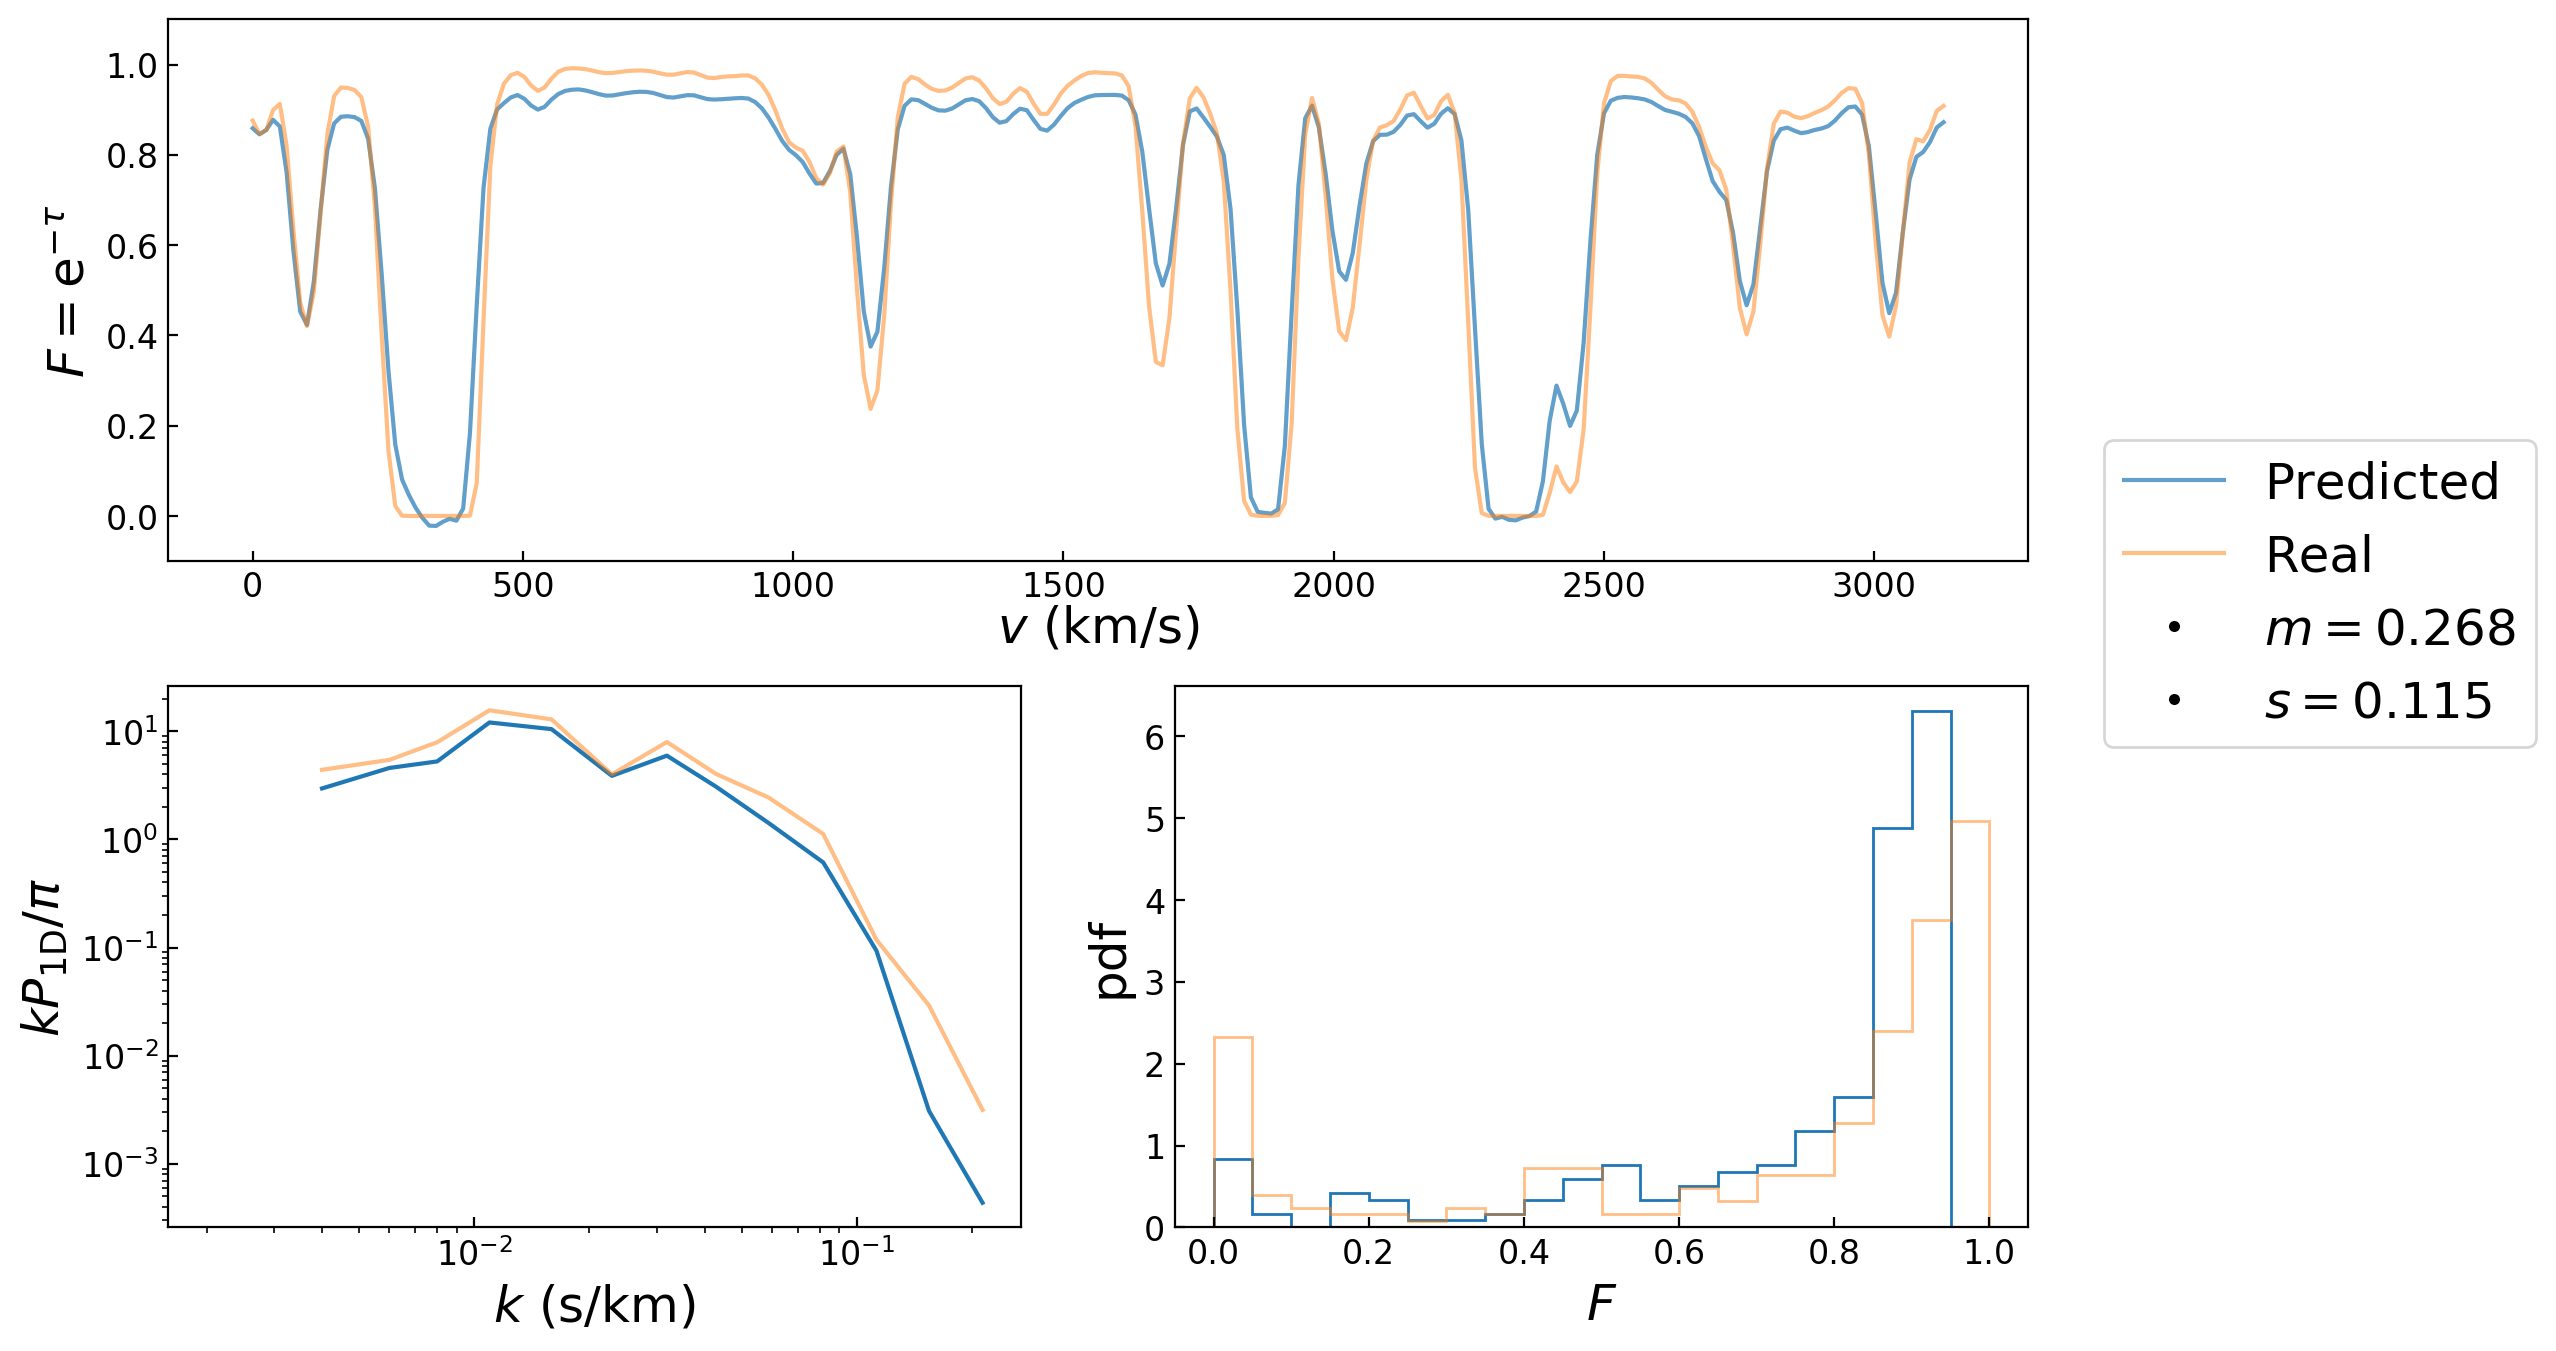 1.0
0.8
0.6
0.4
0.2
0.0
F = e^{−τ}
0 500 1000 1500 2000 2500 3000
v (km/s)
Predicted
Real
m = 0.268
s = 0.115
10^1
10^0
10^{−1}
10^{−2}
10^{−3}
kP_{1D}/π
10^{−2} 10^{−1}
k (s/km)
6
5
4
3
2
1
0
pdf
0.0 0.2 0.4 0.6 0.8 1.0
F